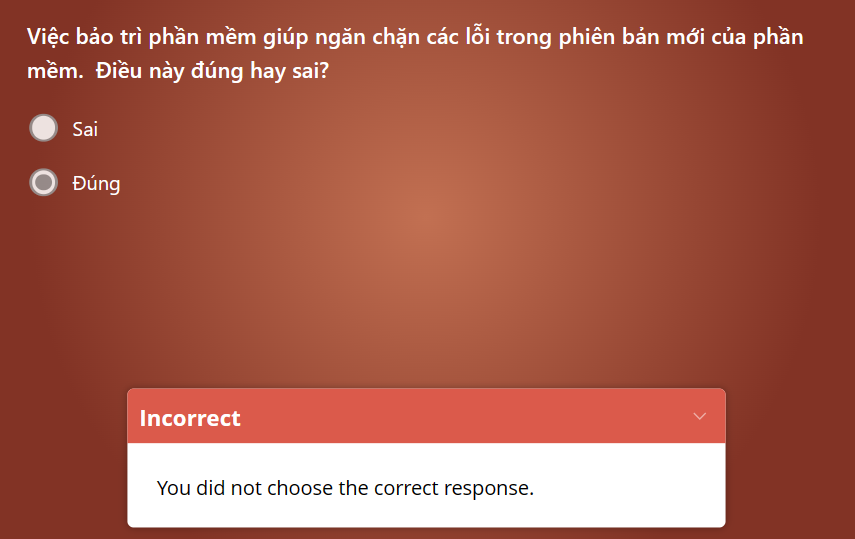 Việc bảo trì phần mềm giúp ngăn chặn các lỗi trong phiên bản mới của phần
mềm. Điều này đúng hay sai?
Sai
Đúng
Incorrect
You did not choose the correct response.